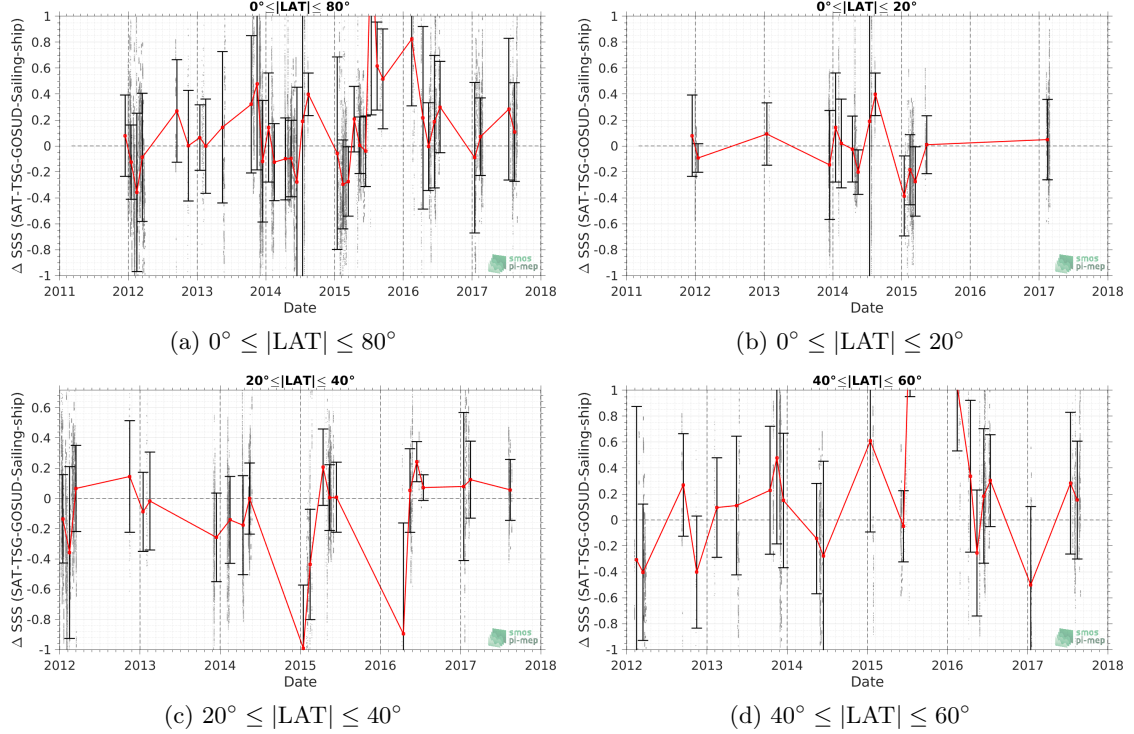 0°≤|LAT|≤ 80°
Δ SSS (SAT-TSG-GOSUD-Sailing-ship)
1
0.8
0.6
0.4
0.2
0
-0.2
-0.4
-0.6
-0.8
-1
2011 2012 2013 2014 2015 2016 2017 2018
Date
smos
pi-mep
(a) 0° ≤ |LAT| ≤ 80°
0°≤|LAT|≤ 20°
Δ SSS (SAT-TSG-GOSUD-Sailing-ship)
1
0.8
0.6
0.4
0.2
0
-0.2
-0.4
-0.6
-0.8
-1
2011 2012 2013 2014 2015 2016 2017 2018
Date
smos
pi-mep
(b) 0° ≤ |LAT| ≤ 20°
20°≤|LAT|≤ 40°
Δ SSS (SAT-TSG-GOSUD-Sailing-ship)
0.6
0.4
0.2
0
-0.2
-0.4
-0.6
-0.8
-1
2012 2013 2014 2015 2016 2017 2018
Date
smos
pi-mep
(c) 20° ≤ |LAT| ≤ 40°
40°≤|LAT|≤ 60°
Δ SSS (SAT-TSG-GOSUD-Sailing-ship)
1
0.8
0.6
0.4
0.2
0
-0.2
-0.4
-0.6
-0.8
-1
2012 2013 2014 2015 2016 2017 2018
Date
smos
pi-mep
(d) 40° ≤ |LAT| ≤ 60°